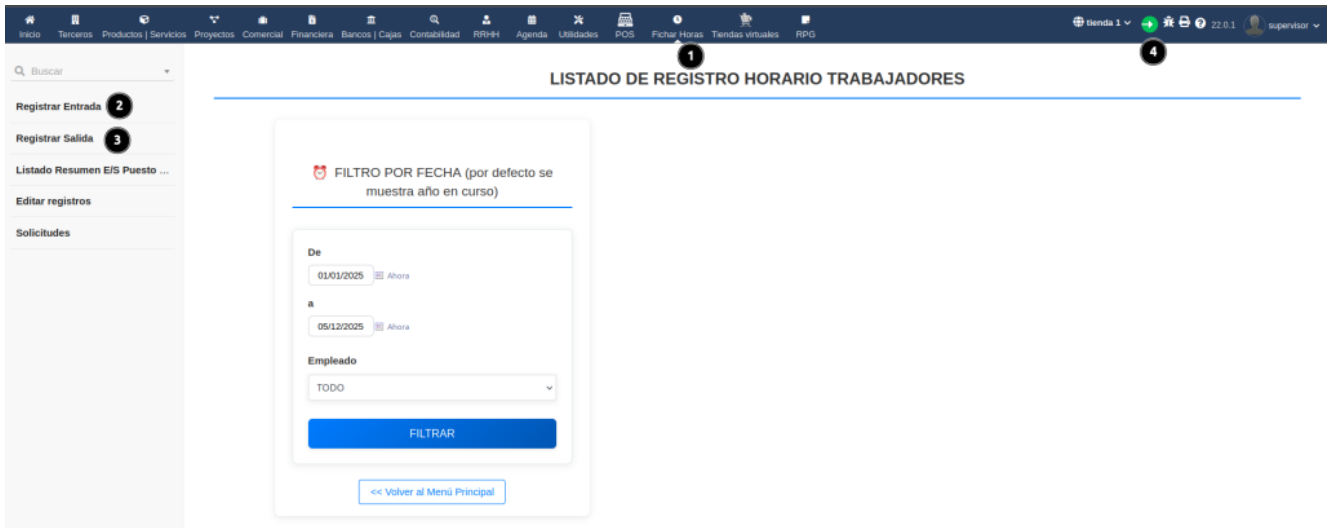 Inicio Terceros Productos | Servicios Proyectos Comercial Financiera Bancos | Cajas Contabilidad RRHH Agenda Utilidades POS Fichar Horas Tiendas virtuales RPG
tienda 1 22.0.1 supervisor
1
4
Buscar
LISTADO DE REGISTRO HORARIO TRABAJADORES
Registrar Entrada 2
Registrar Salida 3
Listado Resumen E/S Puesto ...
Editar registros
Solicitudes
FILTRO POR FECHA (por defecto se
muestra año en curso)
De
01/01/2025 Ahora
a
05/12/2025 Ahora
Empleado
TODO
FILTRAR
<< Volver al Menú Principal